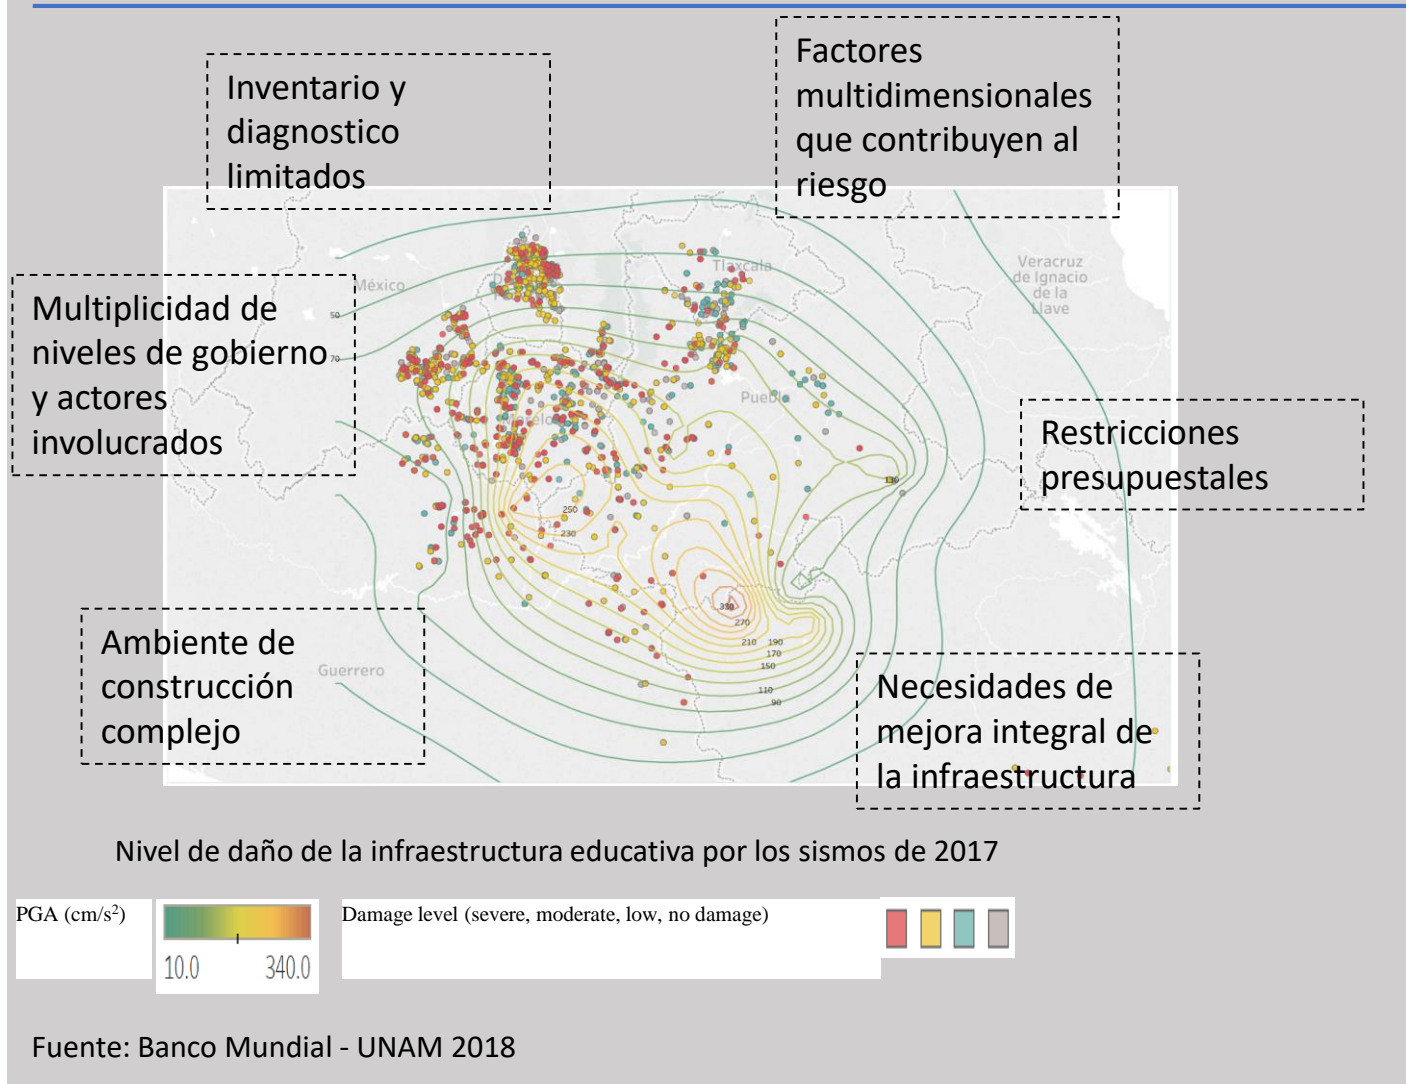 Factores
multidimensionales
que contribuyen al
riesgo
Inventario y
diagnostico
limitados
Multiplicidad de
niveles de gobierno
y actores
involucrados
México
Tlaxcala
Veracruz
de Ignacio
de la
Llave
50
70
Puebla
Morelos
Restricciones
presupuestales
130
250
230
330
270
210 190
170
150
110
90
Ambiente de
construcción
complejo
Guerrero
Necesidades de
mejora integral de
la infraestructura
Nivel de daño de la infraestructura educativa por los sismos de 2017
PGA (cm/s²)
10.0 340.0
Damage level (severe, moderate, low, no damage)
Fuente: Banco Mundial - UNAM 2018